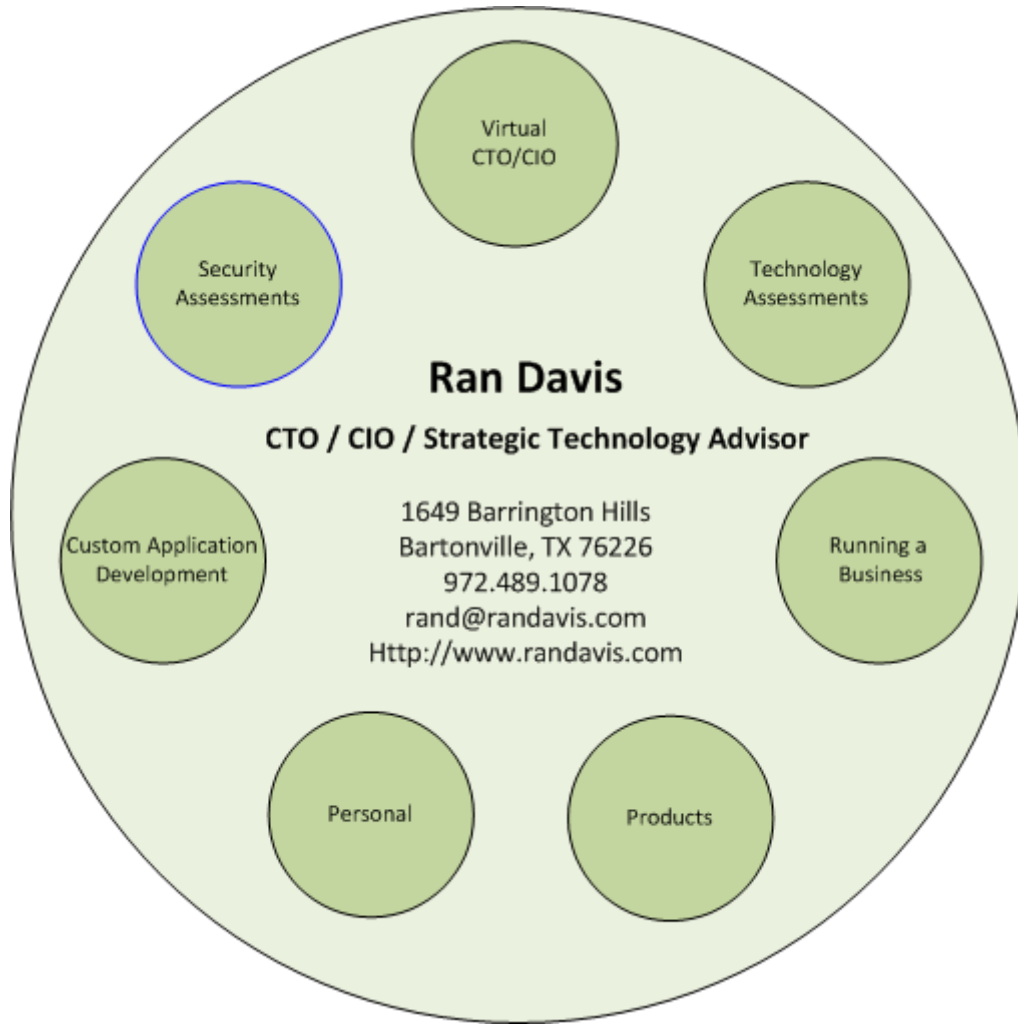 Virtual
CTO/CIO
Security
Assessments
Technology
Assessments
Ran Davis
CTO / CIO / Strategic Technology Advisor
1649 Barrington Hills
Bartonville, TX 76226
972.489.1078
rand@randavis.com
Http://www.randavis.com
Custom Application
Development
Running a
Business
Personal
Products